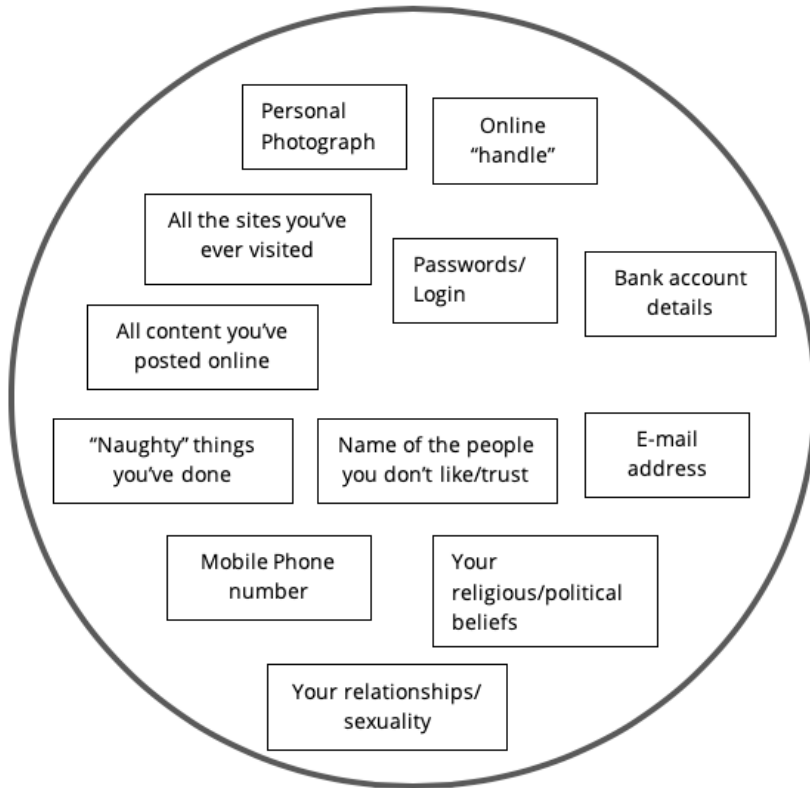 Personal
Photograph
Online
“handle”
All the sites you’ve
ever visited
Passwords/
Login
Bank account
details
All content you’ve
posted online
“Naughty” things
you’ve done
Name of the people
you don’t like/trust
E-mail
address
Mobile Phone
number
Your
religious/political
beliefs
Your relationships/
sexuality